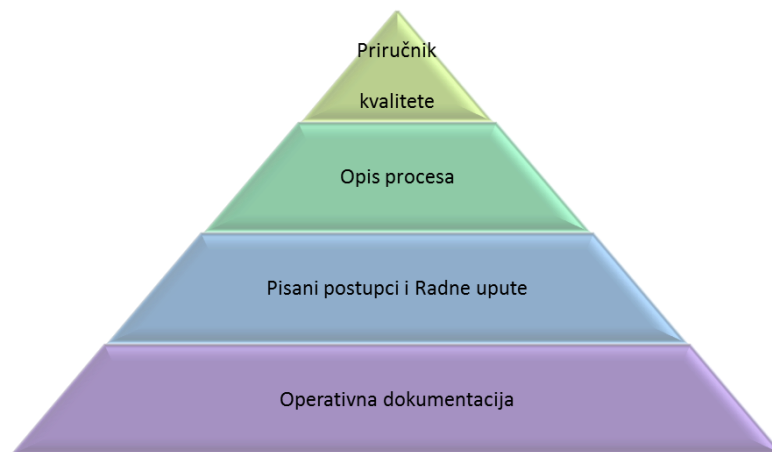 Priručnik
kvalitete
Opis procesa
Pisani postupci i Radne upute
Operativna dokumentacija